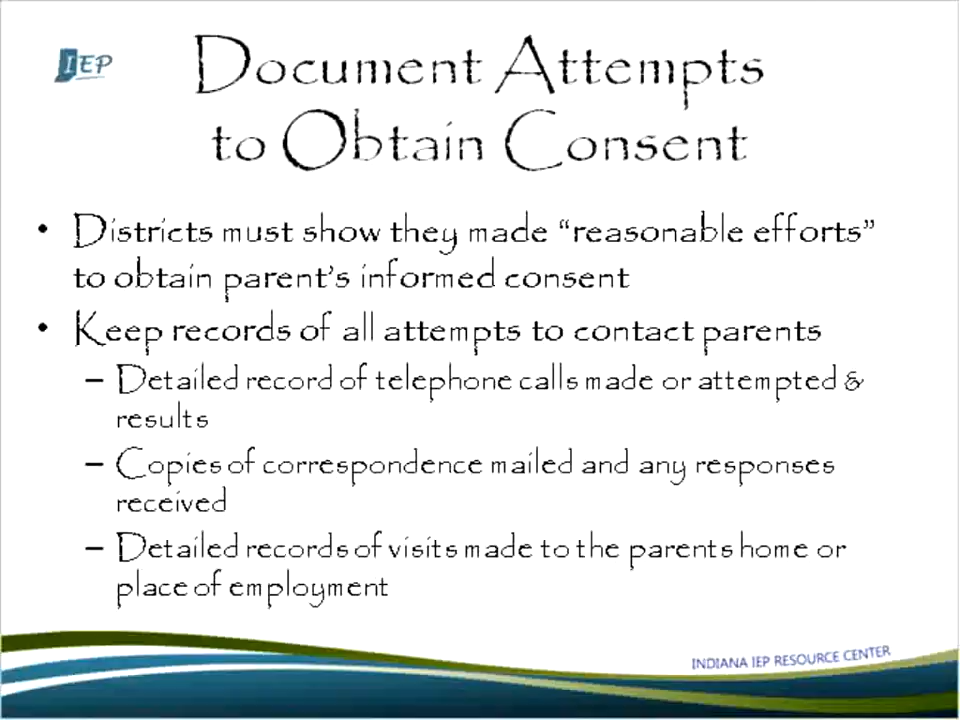 IEP
Document Attempts
to Obtain Consent
• Districts must show they made “reasonable efforts”
to obtain parent’s informed consent
• Keep records of all attempts to contact parents
– Detailed record of telephone calls made or attempted &
results
– Copies of correspondence mailed and any responses
received
– Detailed records of visits made to the parents home or
place of employment
INDIANA IEP RESOURCE CENTER